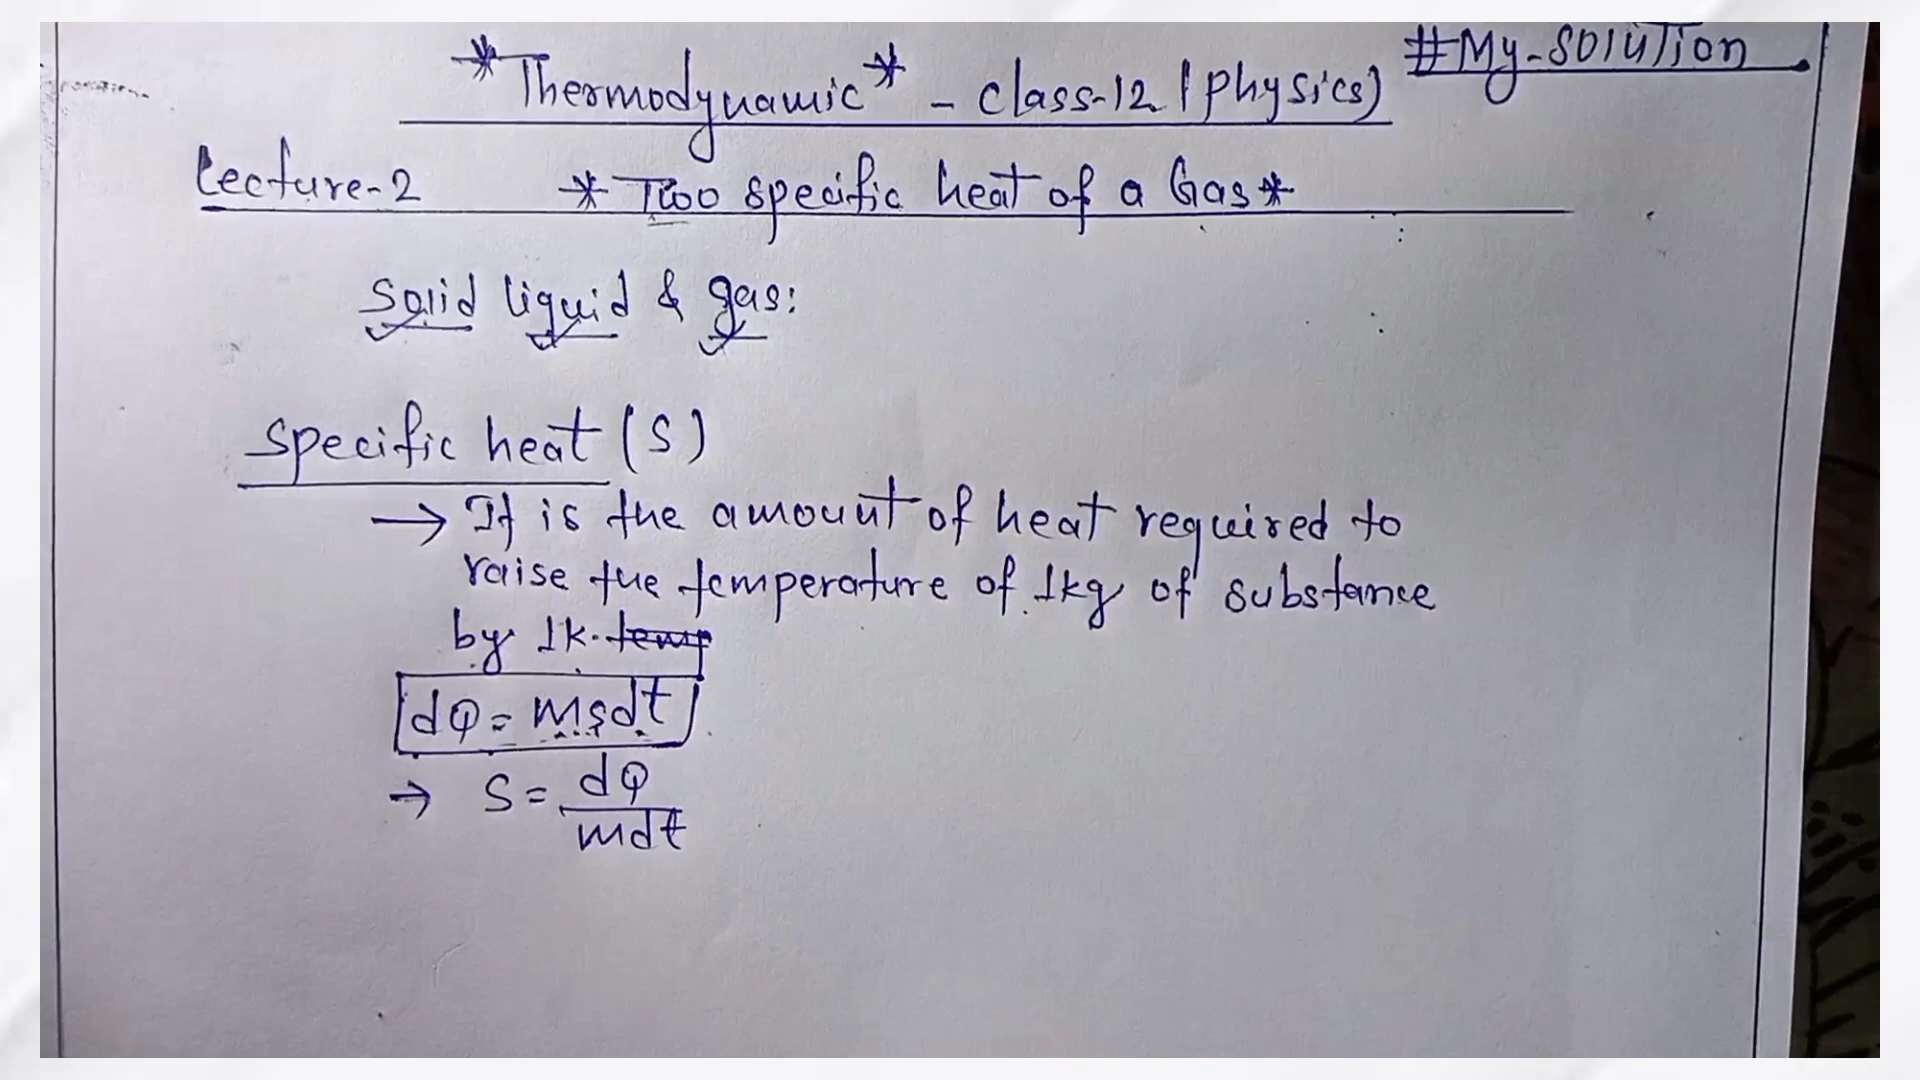 #My-Solution
*Thermodynamic* - class-12 (Physics)
Lecture-2 * Two specific heat of a Gas *
Solid liquid & gas:
Specific heat (S)
→ It is the amount of heat required to
raise the temperature of 1kg of substance
by 1k. temp
dQ = msdt
→ S = dQ
mdt